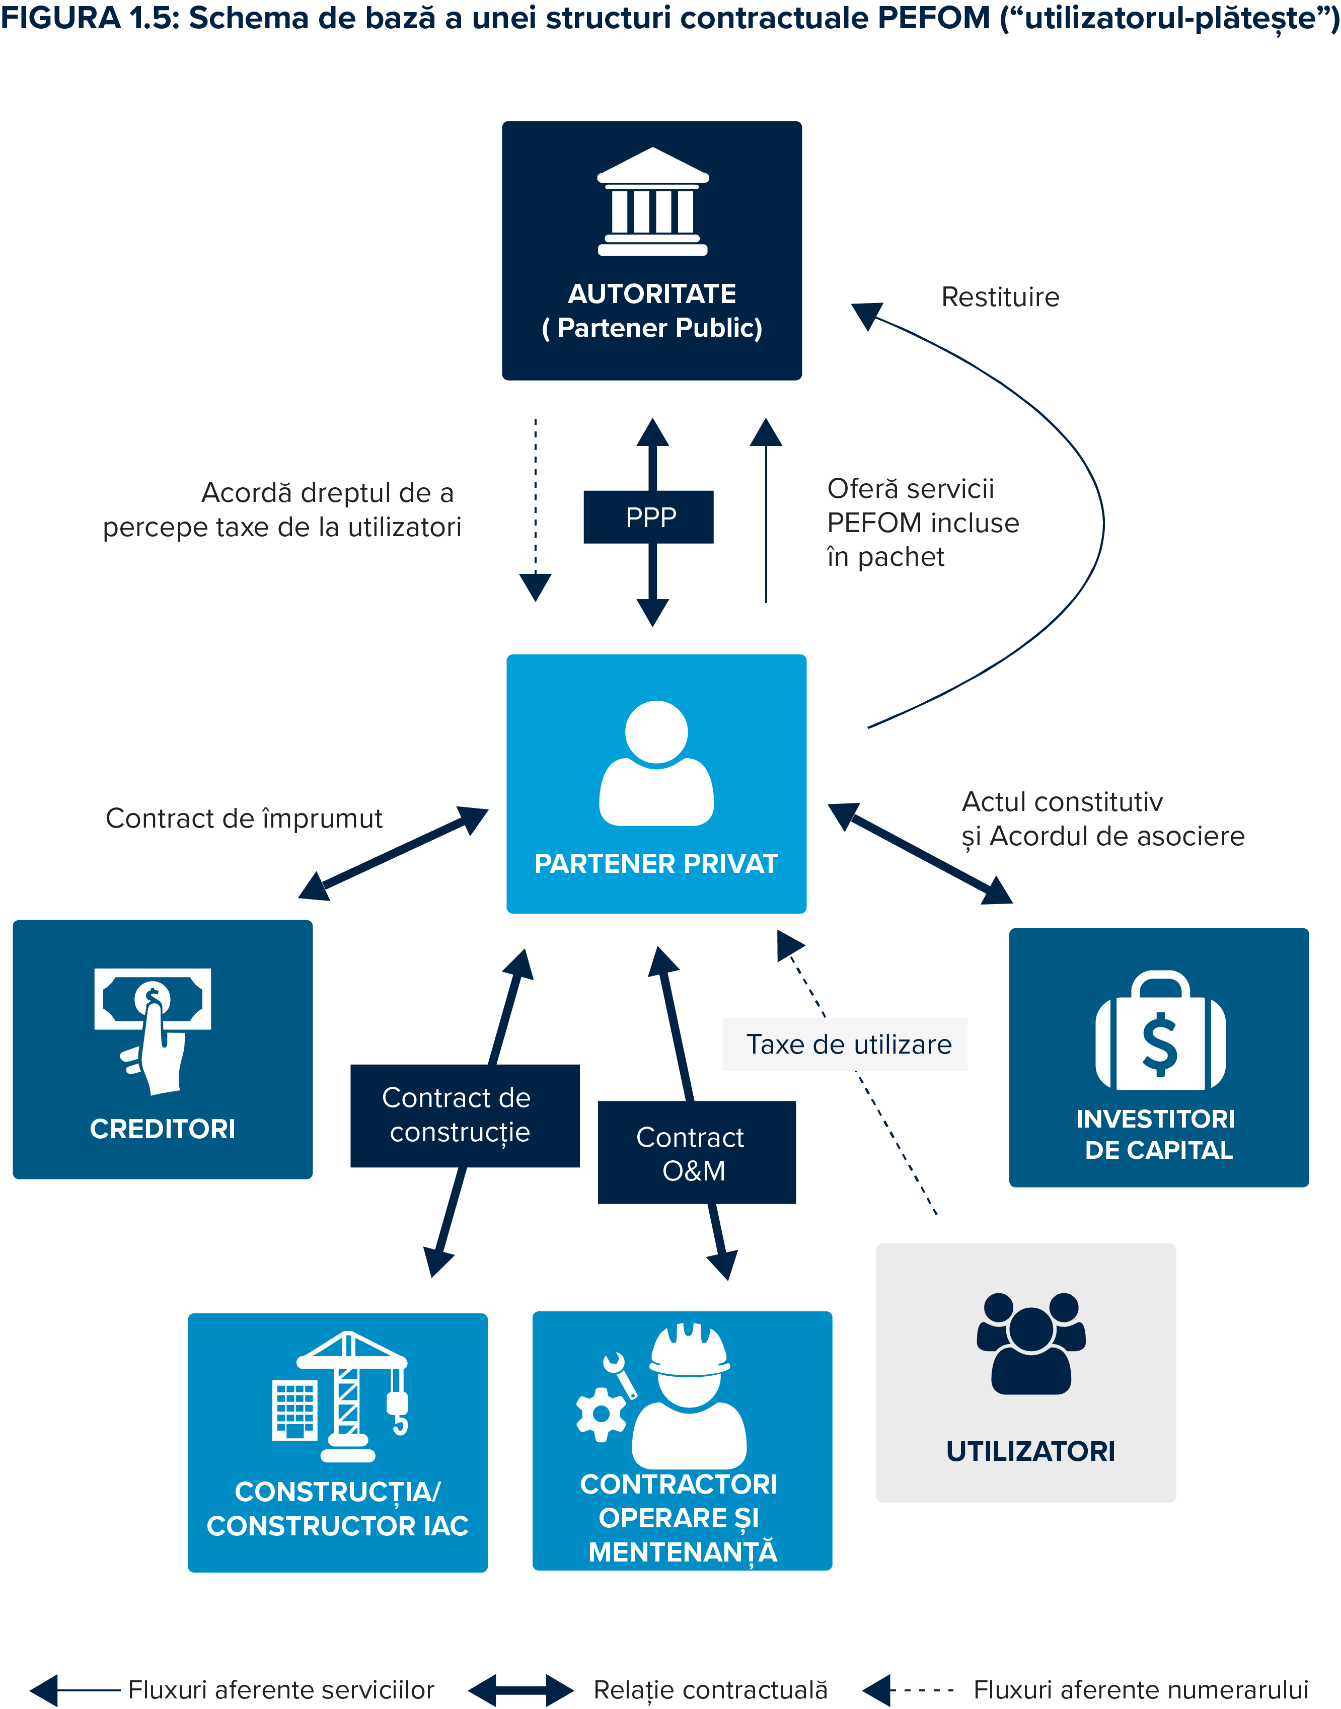 FIGURA 1.5: Schema de bază a unei structuri contractuale PEFOM (“utilizatorul-plătește”)
AUTORITATE
( Partener Public)
Restituire
Acordă dreptul de a
percepe taxe de la utilizatori
PPP
Oferă servicii
PEFOM incluse
în pachet
PARTENER PRIVAT
Contract de împrumut
Actul constitutiv
și Acordul de asociere
CREDITORI
Contract de
construcție
Contract
O&M
Taxe de utilizare
INVESTITORI
DE CAPITAL
CONSTRUCȚIA/
CONSTRUCTOR IAC
CONTRACTORI
OPERARE ȘI
MENTENANȚĂ
UTILIZATORI
Fluxuri aferente serviciilor
Relație contractuală
Fluxuri aferente numerarului